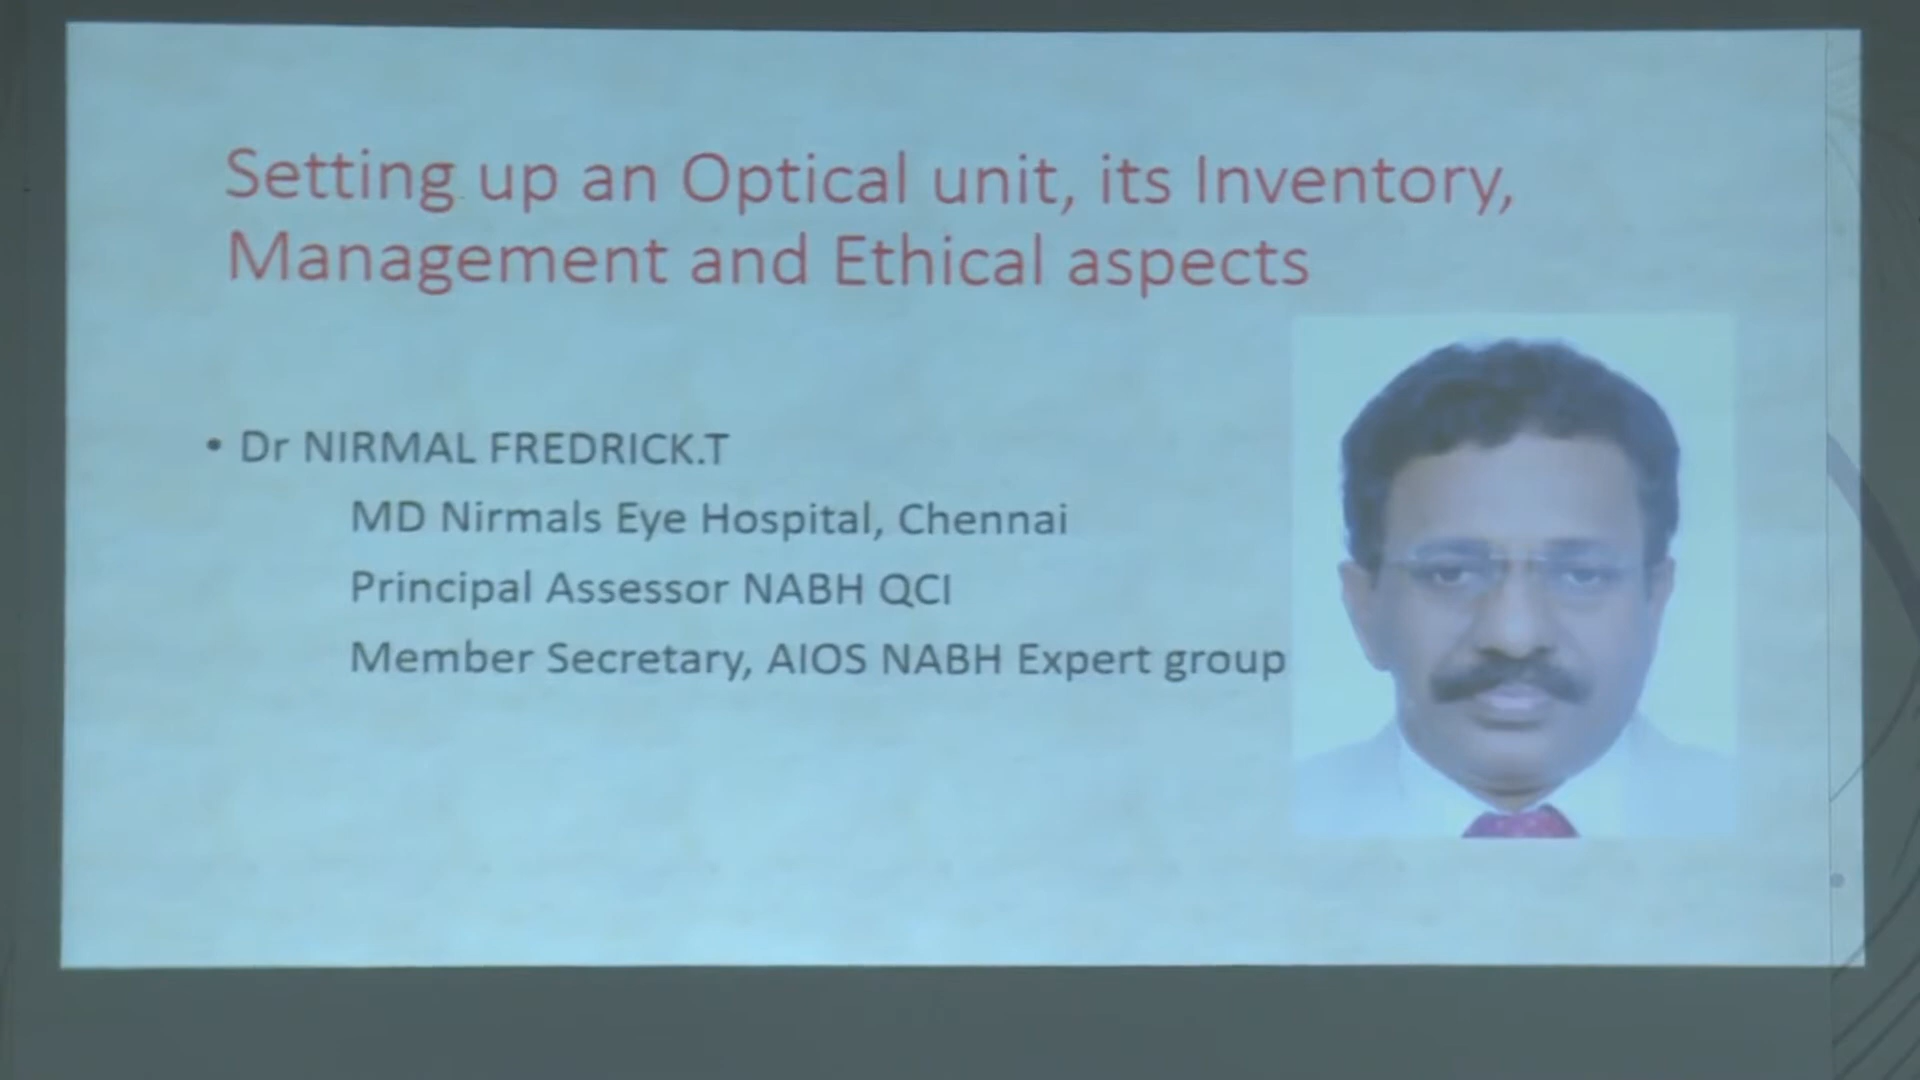 Setting up an Optical unit, its Inventory,
Management and Ethical aspects
• Dr NIRMAL FREDRICK.T
MD Nirmals Eye Hospital, Chennai
Principal Assessor NABH QCI
Member Secretary, AIOS NABH Expert group